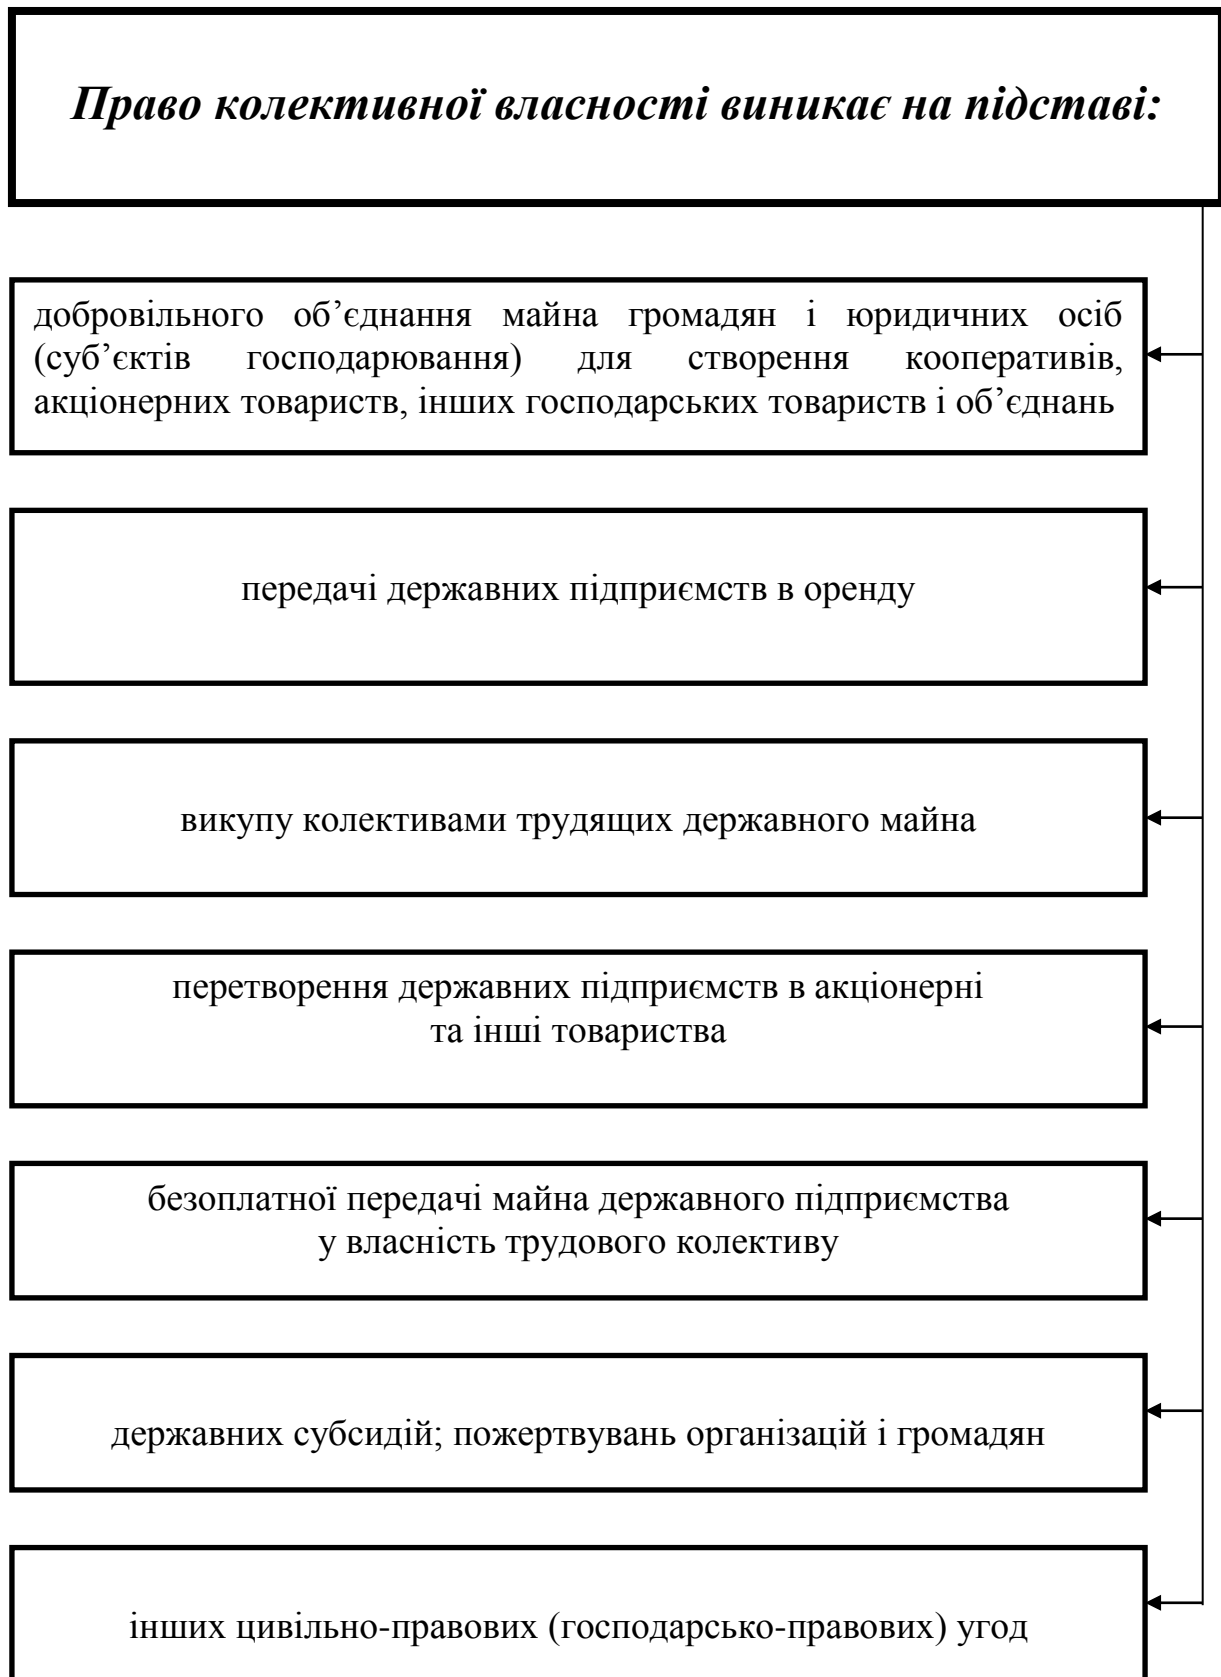 Право колективної власності виникає на підставі:
добровільного об’єднання майна громадян і юридичних осіб
(суб’єктів господарювання) для створення кооперативів,
акціонерних товариств, інших господарських товариств і об’єднань
передачі державних підприємств в оренду
викупу колективами трудящих державного майна
перетворення державних підприємств в акціонерні
та інші товариства
безоплатної передачі майна державного підприємства
у власність трудового колективу
державних субсидій; пожертвувань організацій і громадян
інших цивільно-правових (господарсько-правових) угод